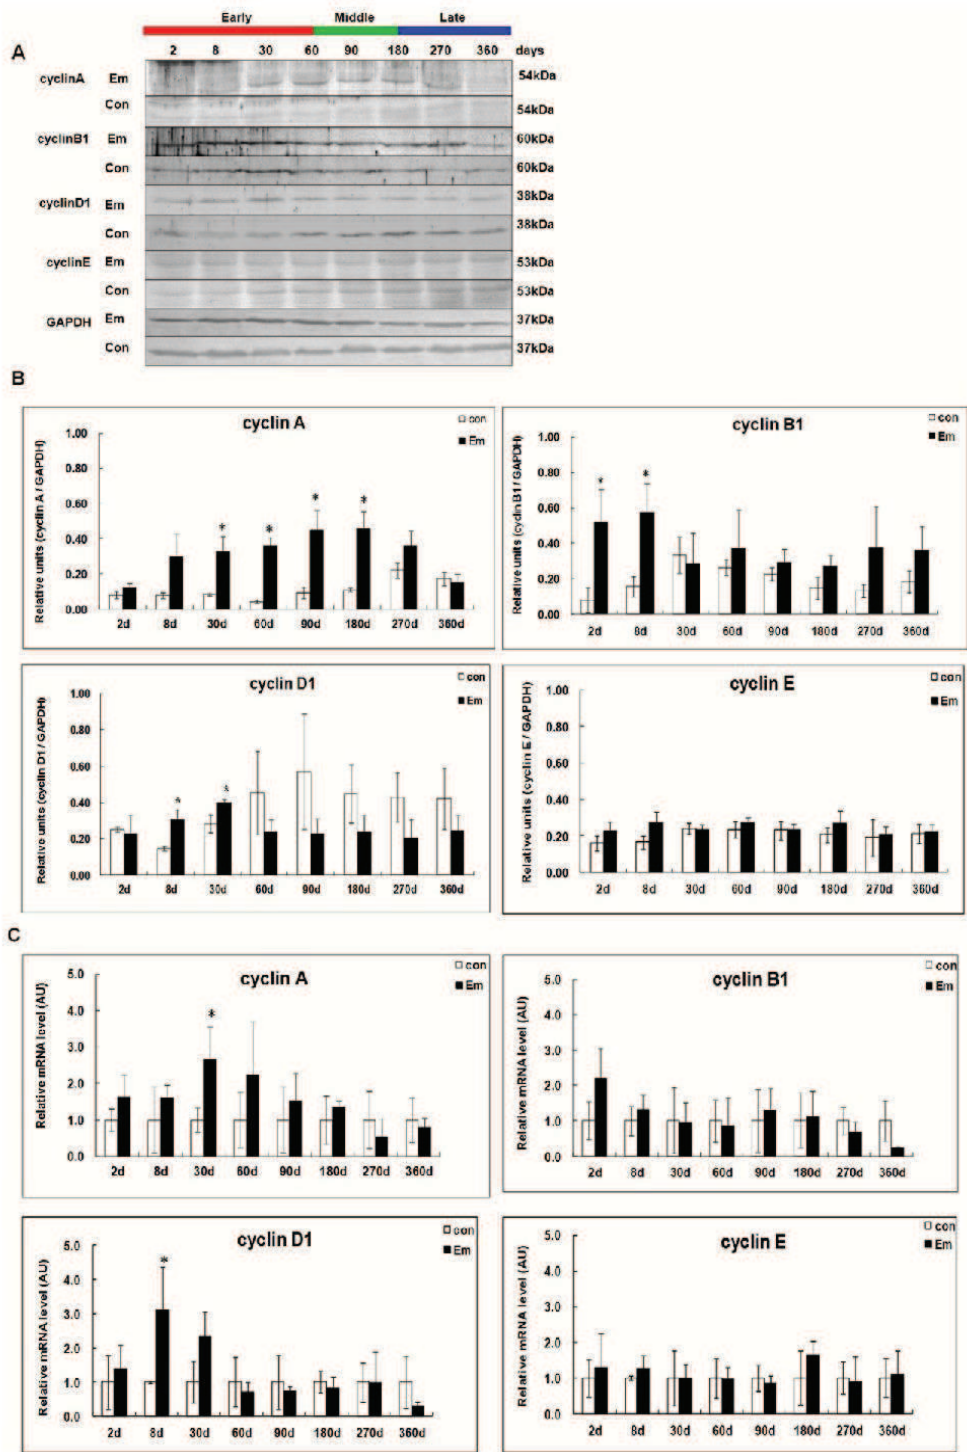 Early Middle Late
2 8 30 60 90 180 270 360 days
A
cyclinA Em 54kDa
Con 54kDa
cyclinB1 Em 60kDa
Con 60kDa
cyclinD1 Em 38kDa
Con 38kDa
cyclinE Em 53kDa
Con 53kDa
GAPDH Em 37kDa
Con 37kDa
B
cyclin A
con
Em
Relative units (cyclin A / GAPDH)
1.00
0.80
0.60
0.40
0.20
0.00
* * * *
2d 8d 30d 60d 90d 180d 270d 360d
cyclin B1
con
Em
Relative units (cyclin B1 / GAPDH)
1.00
0.80
0.60
0.40
0.20
0.00
* *
2d 8d 30d 60d 90d 180d 270d 360d
cyclin D1
con
Em
Relative units (cyclin D1 / GAPDH)
1.00
0.80
0.60
0.40
0.20
0.00
* *
2d 8d 30d 60d 90d 180d 270d 360d
cyclin E
con
Em
Relative units (cyclin E / GAPDH)
1.00
0.80
0.60
0.40
0.20
0.00
2d 8d 30d 60d 90d 180d 270d 360d
C
cyclin A
con
Em
Relative mRNA level (AU)
5.0
4.0
3.0
2.0
1.0
0.0
*
2d 8d 30d 60d 90d 180d 270d 360d
cyclin B1
con
Em
Relative mRNA level (AU)
5.0
4.0
3.0
2.0
1.0
0.0
2d 8d 30d 60d 90d 180d 270d 360d
cyclin D1
con
Em
Relative mRNA level (AU)
5.0
4.0
3.0
2.0
1.0
0.0
*
2d 8d 30d 60d 90d 180d 270d 360d
cyclin E
con
Em
Relative mRNA level (AU)
5.0
4.0
3.0
2.0
1.0
0.0
2d 8d 30d 60d 90d 180d 270d 360d